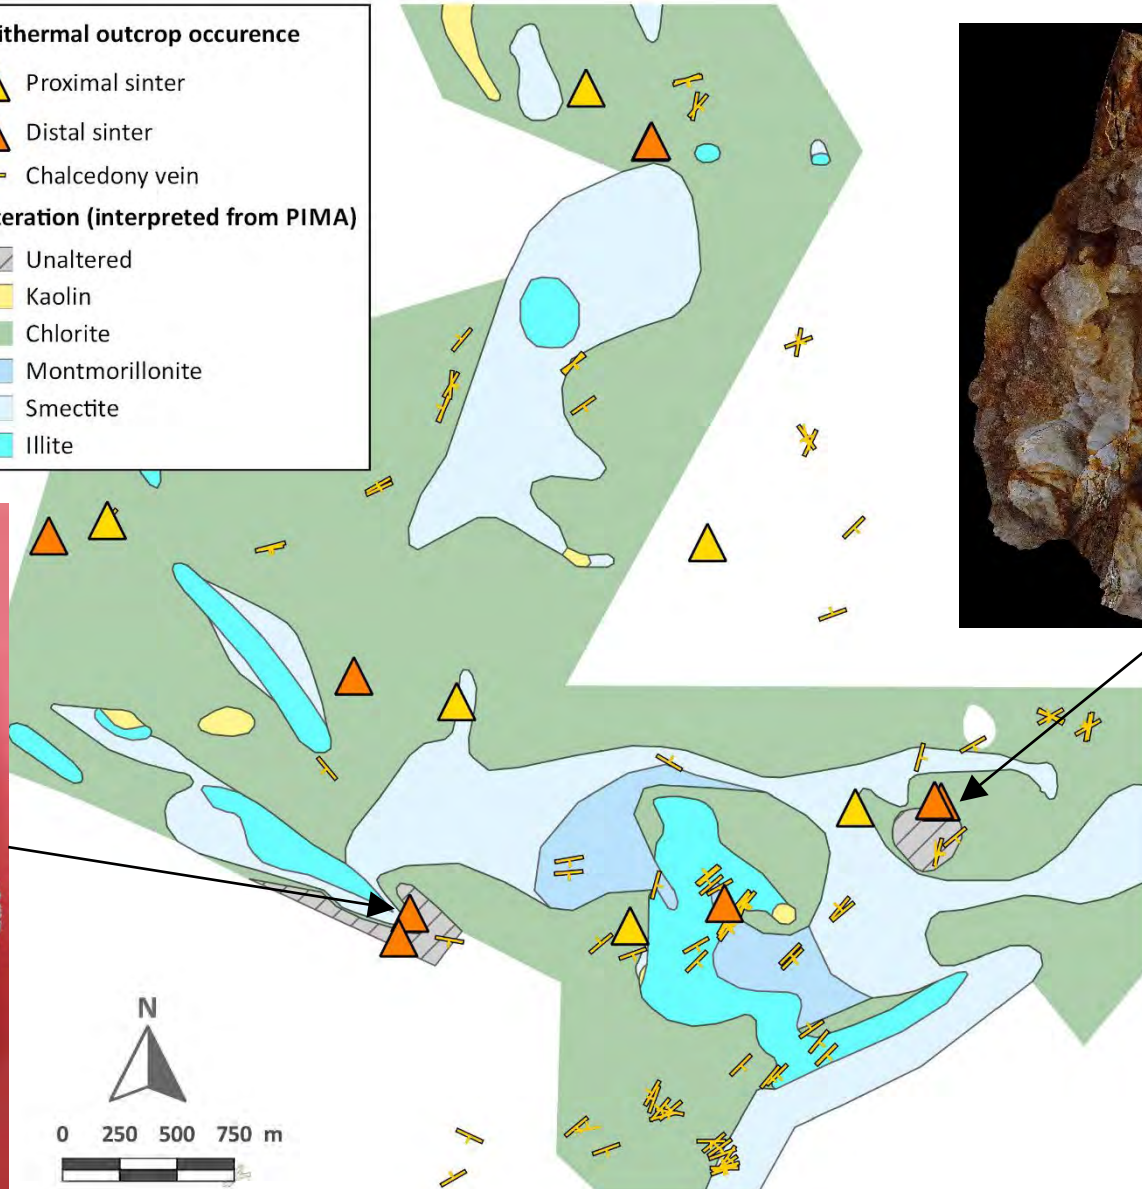 ithermal outcrop occurence
Proximal sinter
Distal sinter
Chalcedony vein
teration (interpreted from PIMA)
Unaltered
Kaolin
Chlorite
Montmorillonite
Smectite
Illite
N
0 250 500 750 m